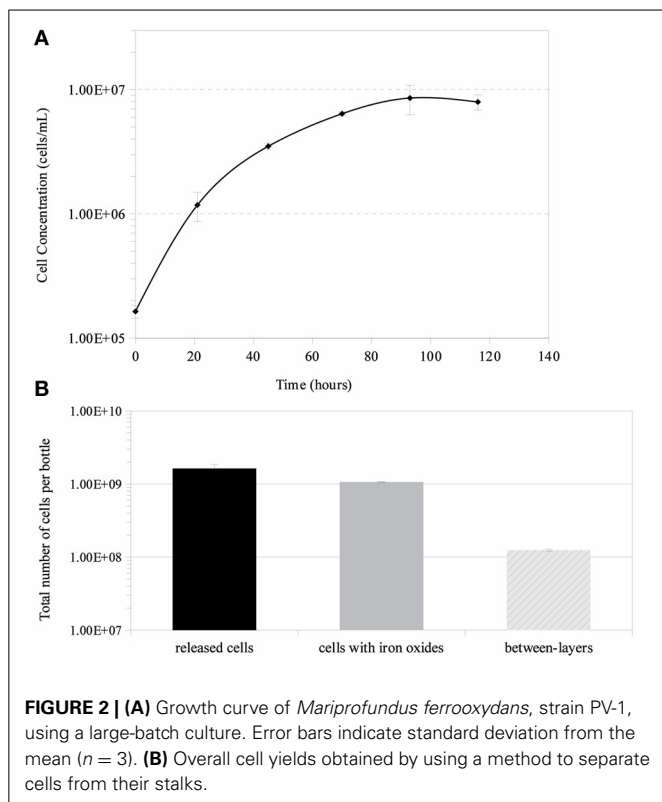 A
1.00E+07
1.00E+06
1.00E+05
Cell Concentration (cells/mL)
0 20 40 60 80 100 120 140
Time (hours)
B
1.00E+10
1.00E+09
1.00E+08
1.00E+07
Total number of cells per bottle
released cells cells with iron oxides between-layers
FIGURE 2 | (A) Growth curve of Mariprofundus ferrooxydans, strain PV-1,
using a large-batch culture. Error bars indicate standard deviation from the
mean (n = 3). (B) Overall cell yields obtained by using a method to separate
cells from their stalks.